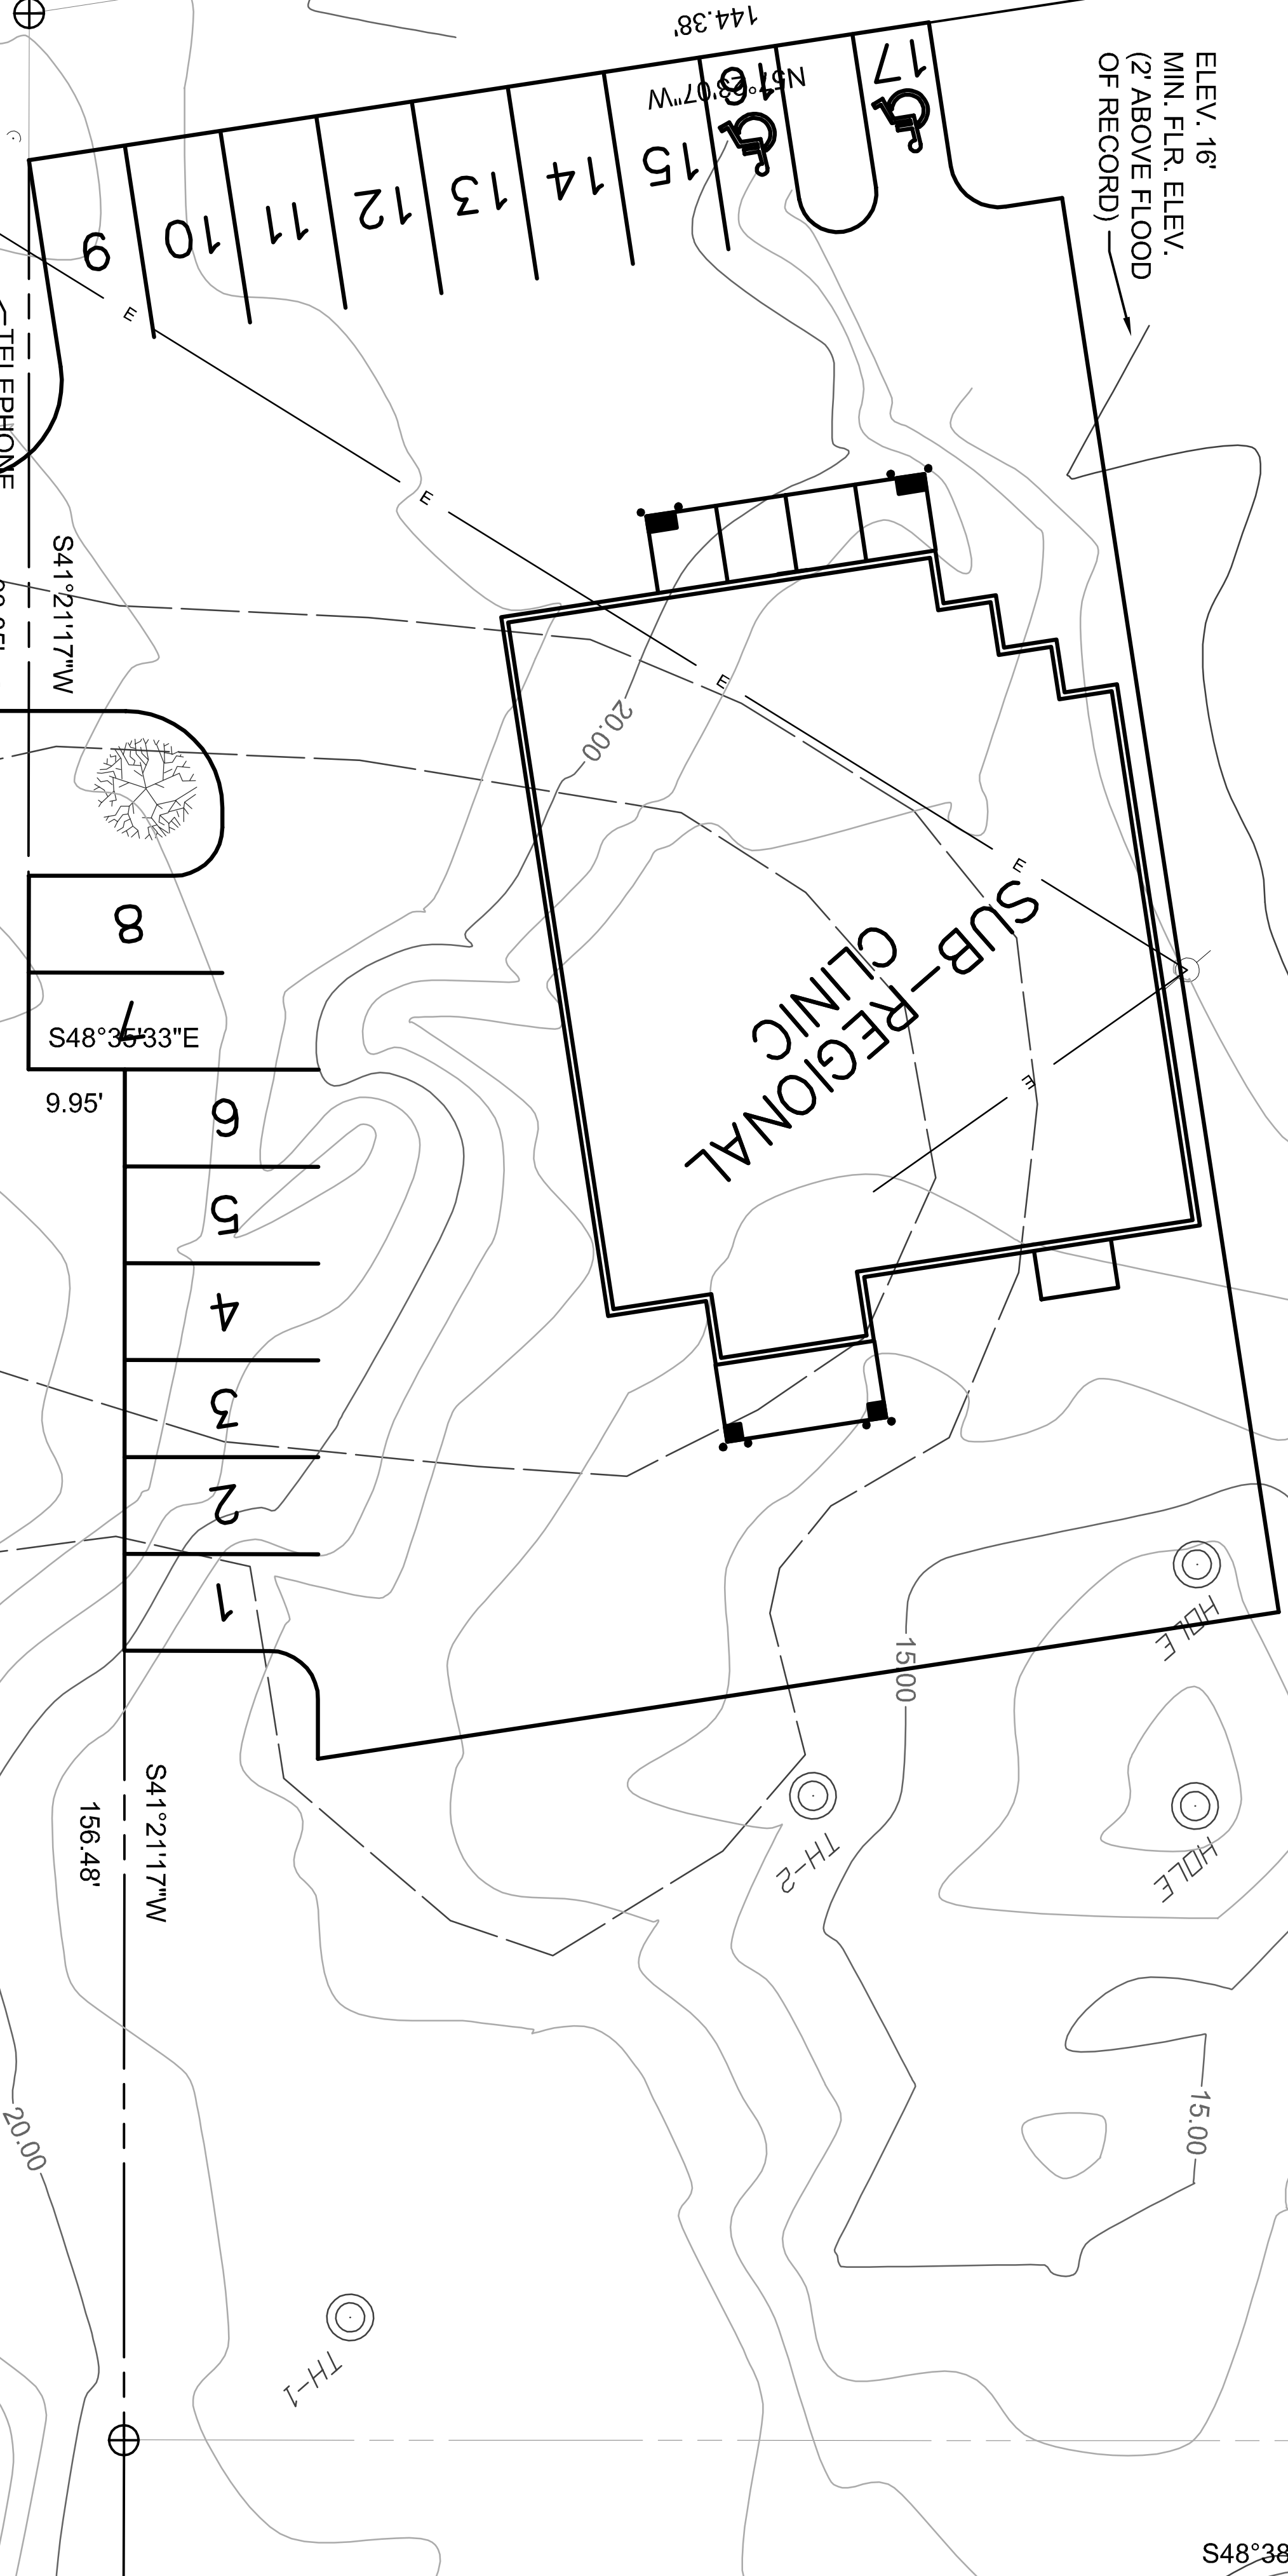 144.38'
N57°63'07"W
17
16
15
14
13
12
11
10
9
ELEV. 16'
MIN. FLR. ELEV.
(2' ABOVE FLOOD
OF RECORD)
E
E
E
E
E
TELEPHONE
S41°21'17"W
20.00
8
7
S48°35'33"E
9.95'
6
5
4
3
2
1
SUB-REGIONAL
CLINIC
HOLE
15.00
TH-2
HOLE
S41°21'17"W
156.48'
20.00
15.00
TH-1
S48°38